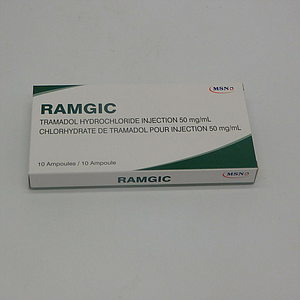 MSN
RAMGIC
TRAMADOL HYDROCHLORIDE INJECTION 50 mg/mL
CHLORHYDRATE DE TRAMADOL POUR INJECTION 50 mg/mL
10 Ampoules / 10 Ampoule
RAMGIC
MSN